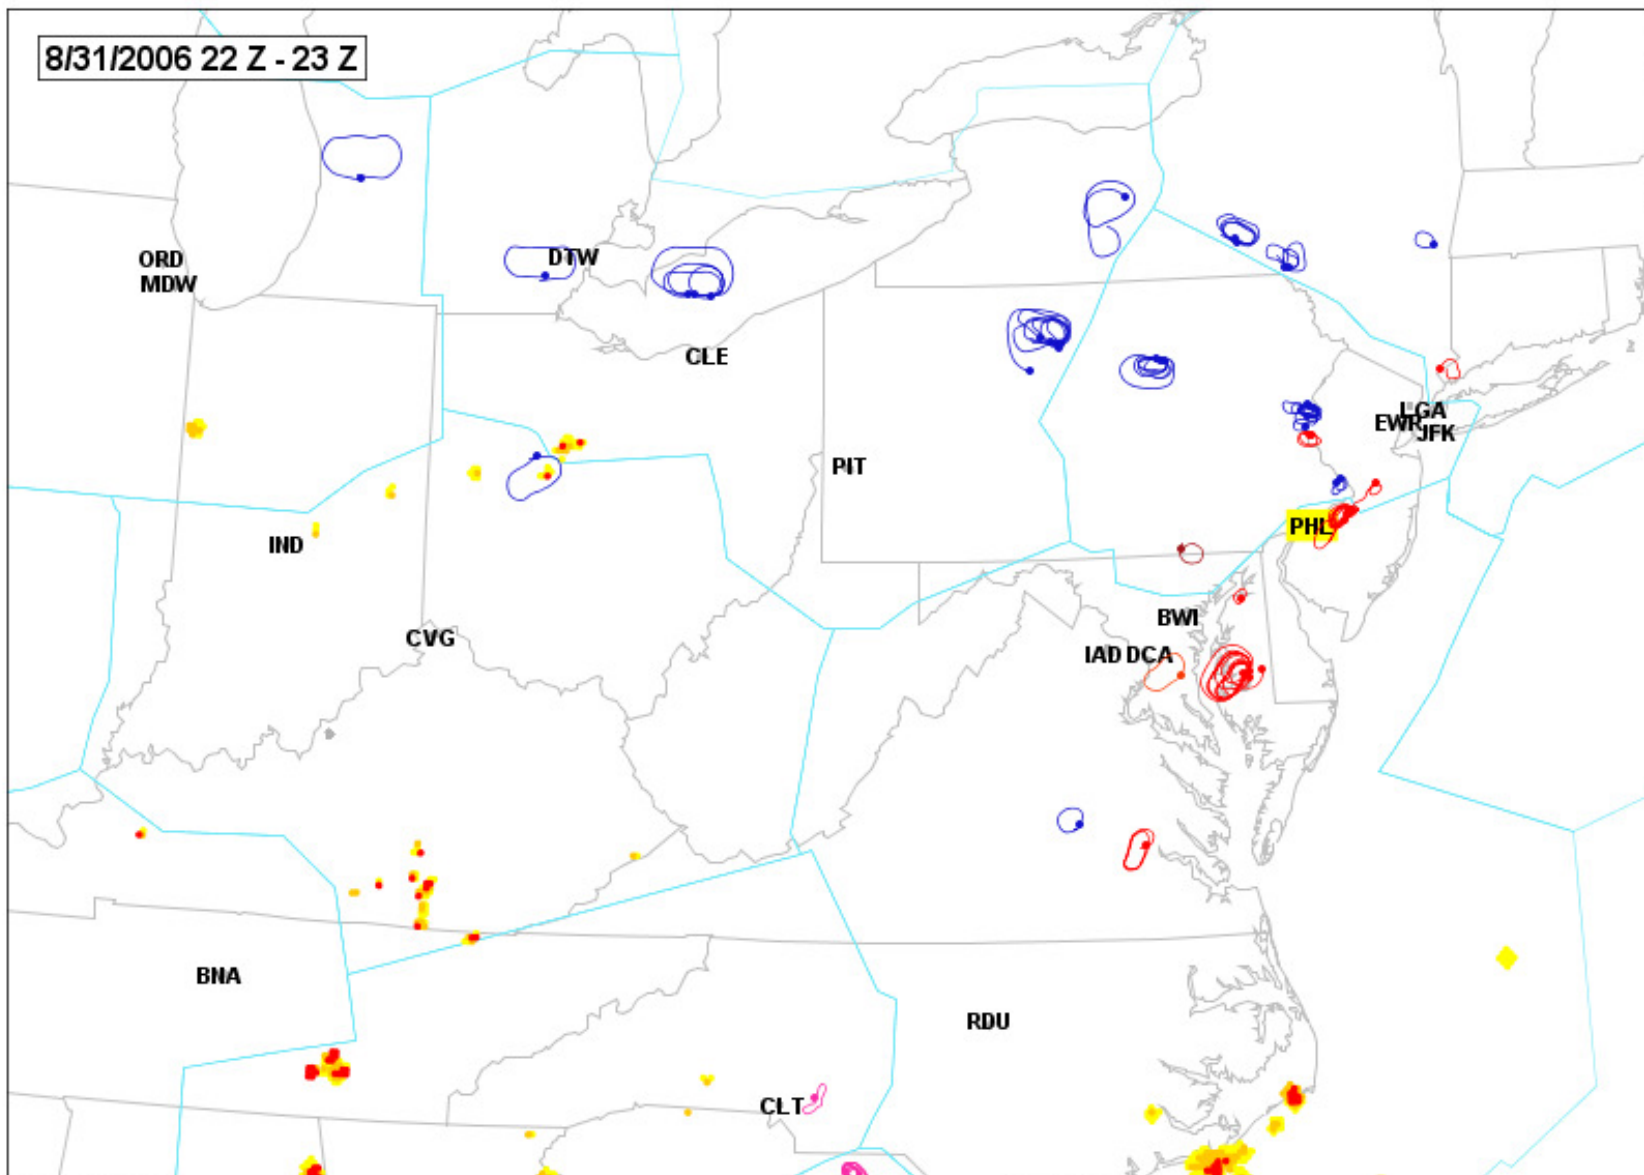 8/31/2006 22 Z - 23 Z
ORD
MDW
DTW
CLE
LGA
EWR
JFK
PIT
PHL
IND
BWI
CVG
IAD DCA
BNA
RDU
CLT